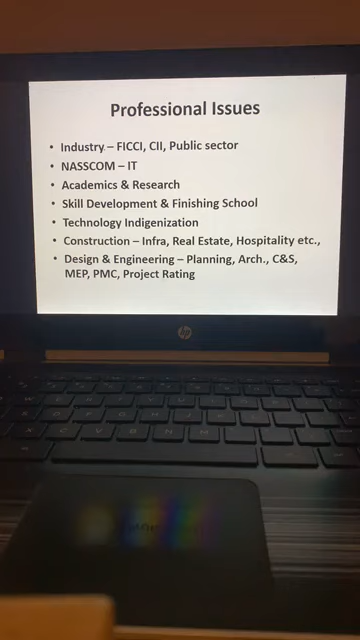 Professional Issues
• Industry – FICCI, CII, Public sector
• NASSCOM – IT
• Academics & Research
• Skill Development & Finishing School
• Technology Indigenization
• Construction – Infra, Real Estate, Hospitality etc.,
• Design & Engineering – Planning, Arch., C&S,
MEP, PMC, Project Rating
hp